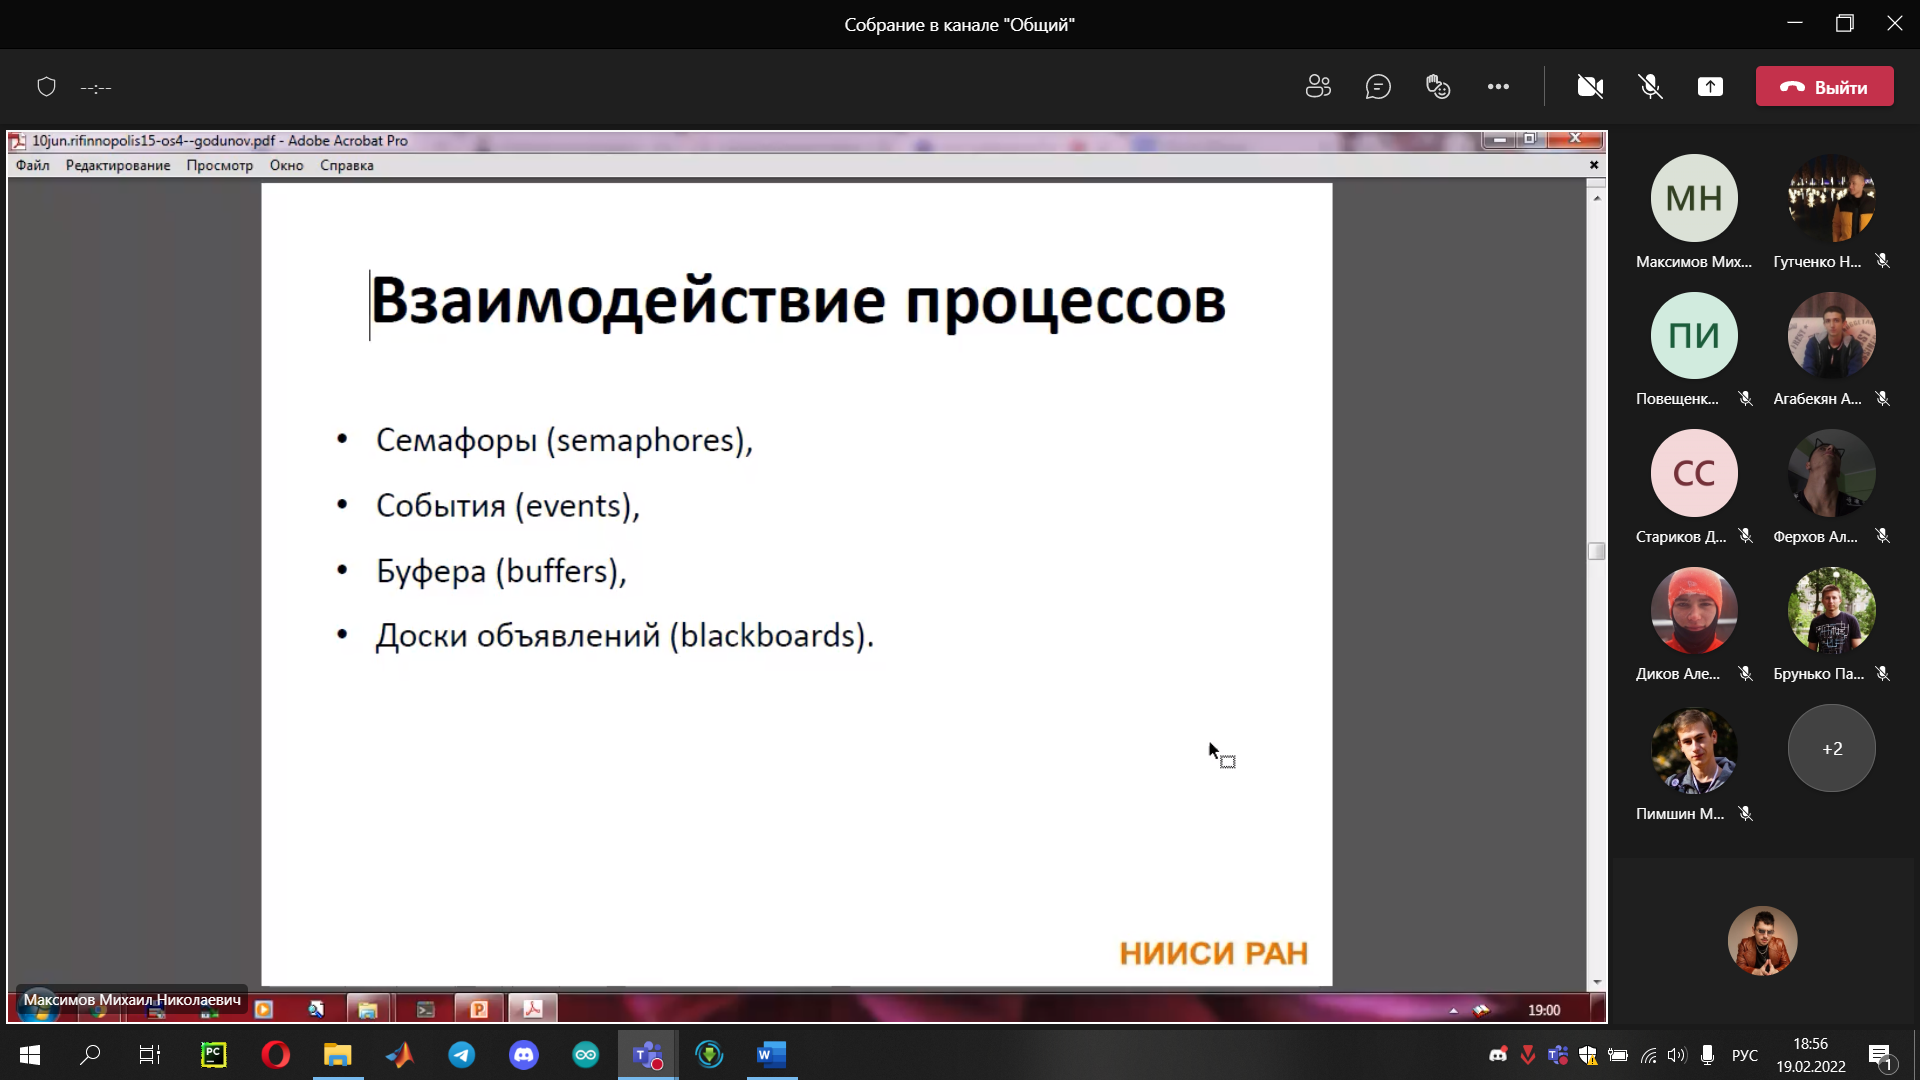 Собрание в канале "Общий"
--:--
Выйти
10jun.rifinnopolis15-os4--godunov.pdf - Adobe Acrobat Pro
Файл Редактирование Просмотр Окно Справка
Взаимодействие процессов
• Семафоры (semaphores),
• События (events),
• Буфера (buffers),
• Доски объявлений (blackboards).
НИИСИ РАН
Максимов Михаил Николаевич
19:00
МН
Максимов Мих...
Гутченко Н...
ПИ
Повещенк...
Агабекян А...
СС
Стариков Д...
Ферхов Ал...
Диков Але...
Брунько Па...
Пимшин М...
+2
РУС
18:56
19.02.2022
1